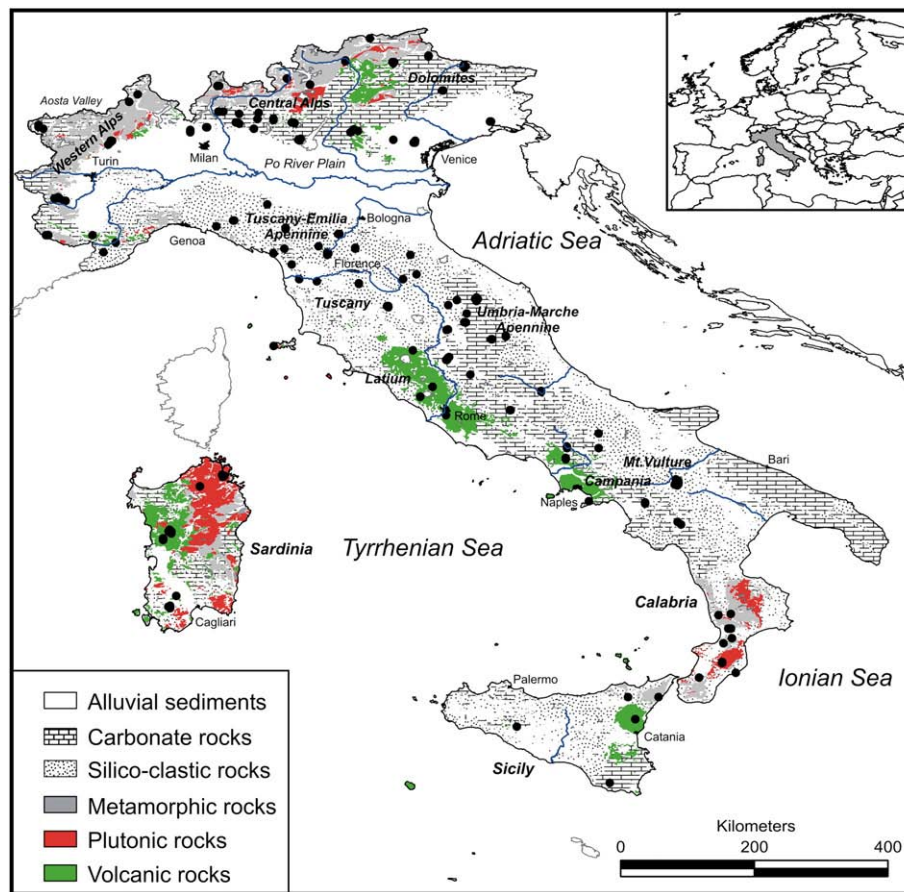 Aosta Valley
Western Alps
Turin
Milan
Central Alps
Dolomites
Po River Plain
Venice
Genoa
Tuscany-Emilia
Apennine
Bologna
Florence
Adriatic Sea
Tuscany
Umbria-Marche
Apennine
Latium
Rome
Mt.Vulture
Bari
Campania
Naples
Sardinia
Cagliari
Tyrrhenian Sea
Calabria
Ionian Sea
Palermo
Catania
Sicily
Alluvial sediments
Carbonate rocks
Silico-clastic rocks
Metamorphic rocks
Plutonic rocks
Volcanic rocks
Kilometers
0 200 400